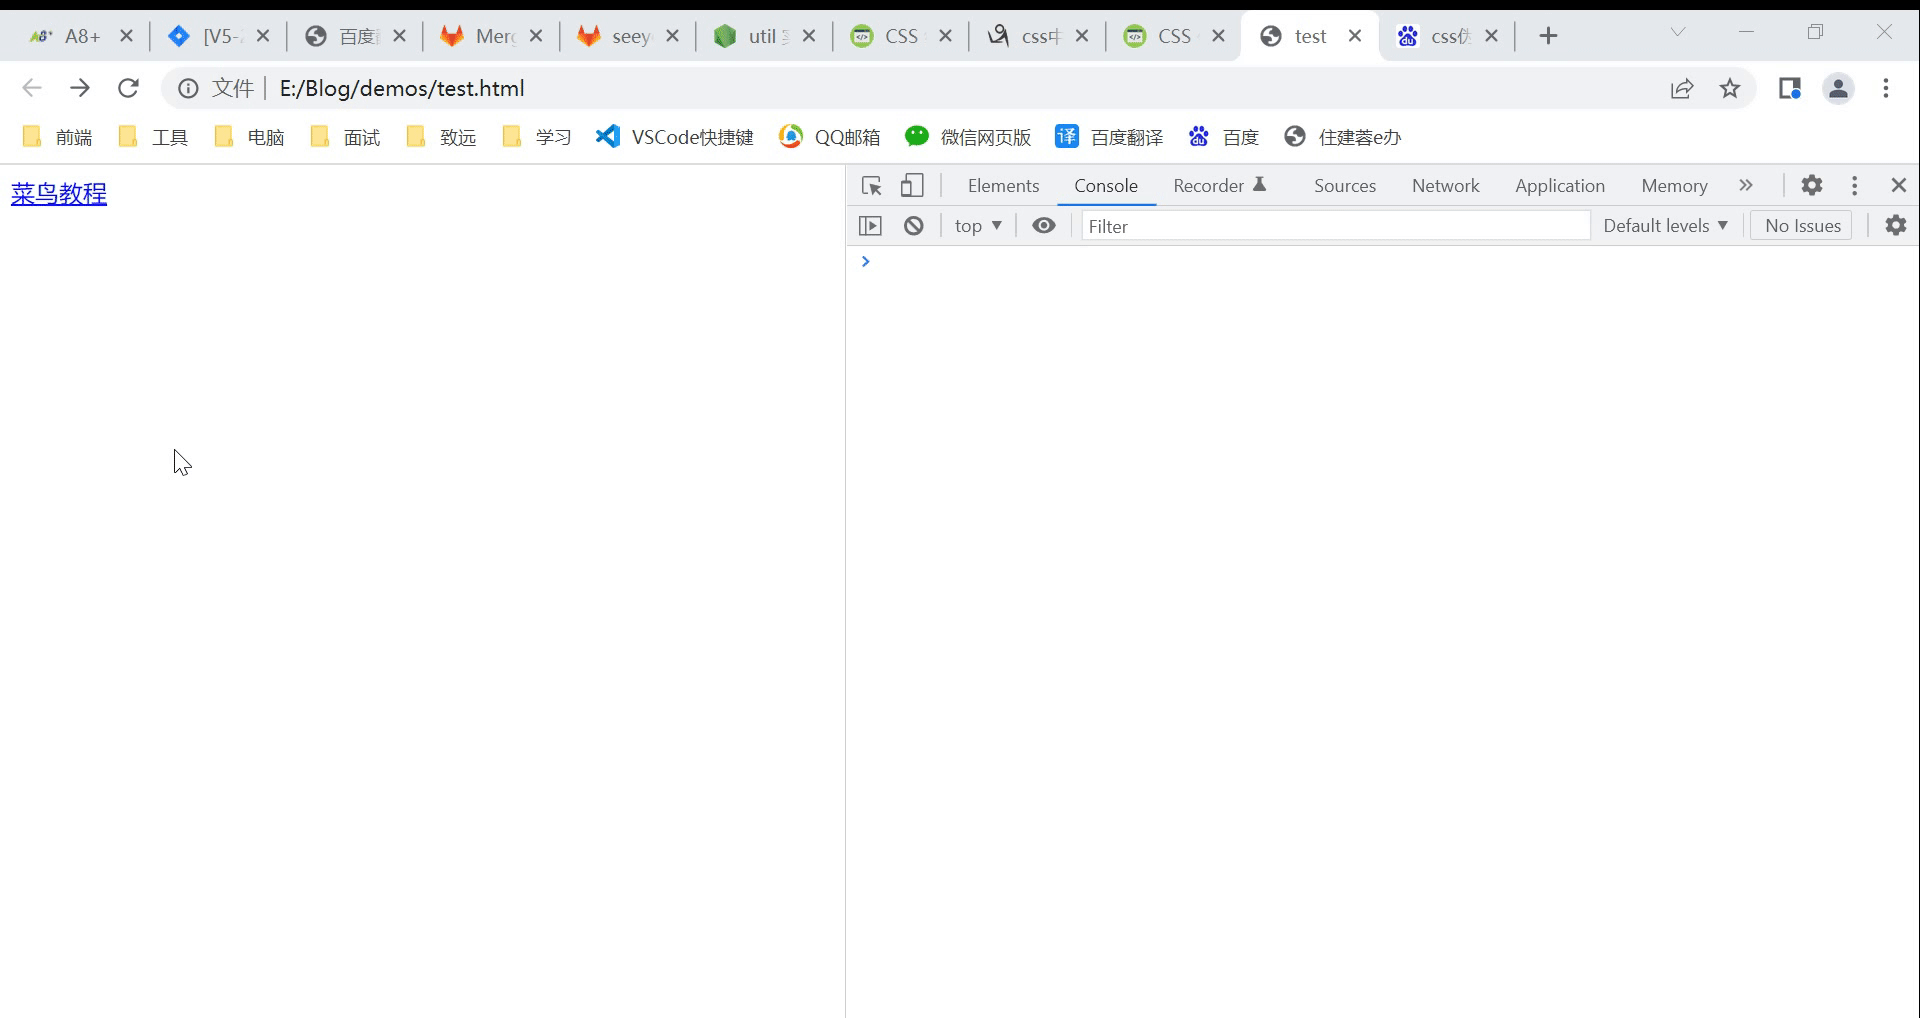 A8+
[V5-
百度
Merg
seey
util
CSS
css中
CSS
test
css伪
文件 E:/Blog/demos/test.html
前端 工具 电脑 面试 致远 学习 VSCode快捷键 QQ邮箱 微信网页版 译 百度翻译 du 百度 住建蓉e办
菜鸟教程
Elements Console Recorder Sources Network Application Memory »
top ▼ Filter Default levels ▼ No Issues
>